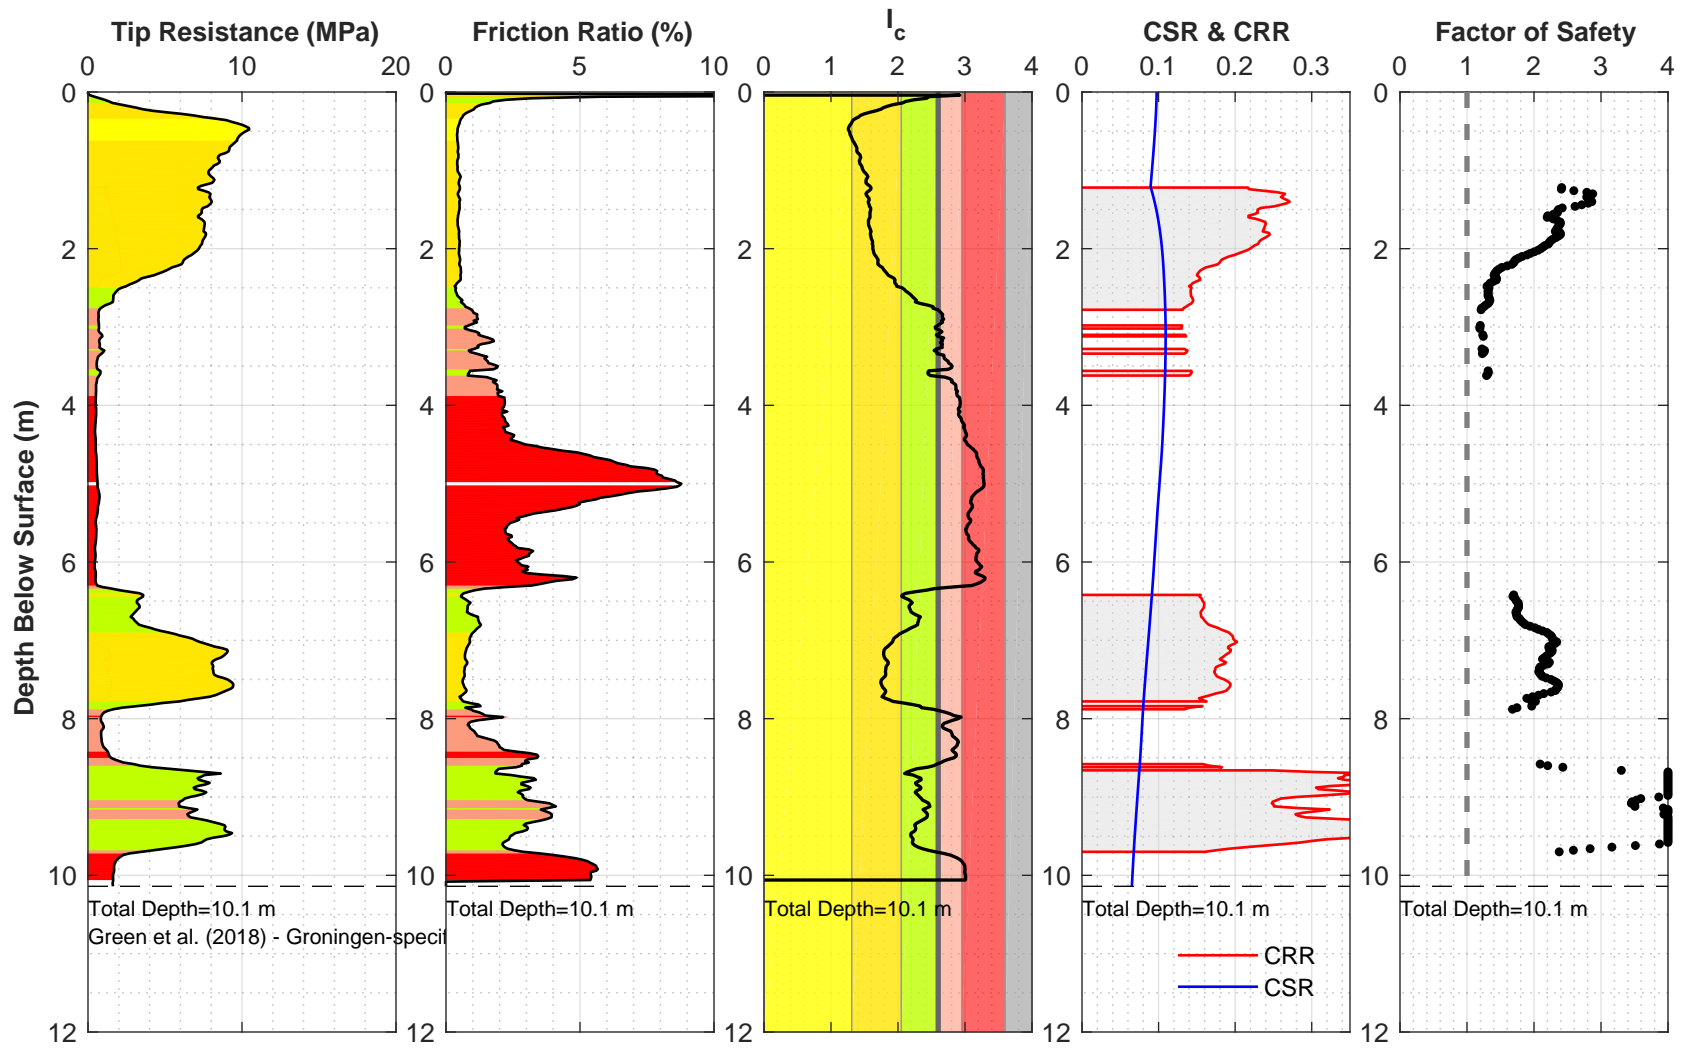 Tip Resistance (MPa)
Friction Ratio (%)
I
c
CSR & CRR
Factor of Safety
0 10 20
0 5 10
0 1 2 3 4
0 0.1 0.2 0.3
0 1 2 3 4
0 0 0 0 0
2 2 2 2 2
4 4 4 4 4
6 6 6 6 6
8 8 8 8 8
10 10 10 10 10
12 12 12 12 12
Depth Below Surface (m)
Total Depth=10.1 m
Green et al. (2018) - Groningen-specif
Total Depth=10.1 m
Total Depth=10.1 m
Total Depth=10.1 m
Total Depth=10.1 m
CRR
CSR